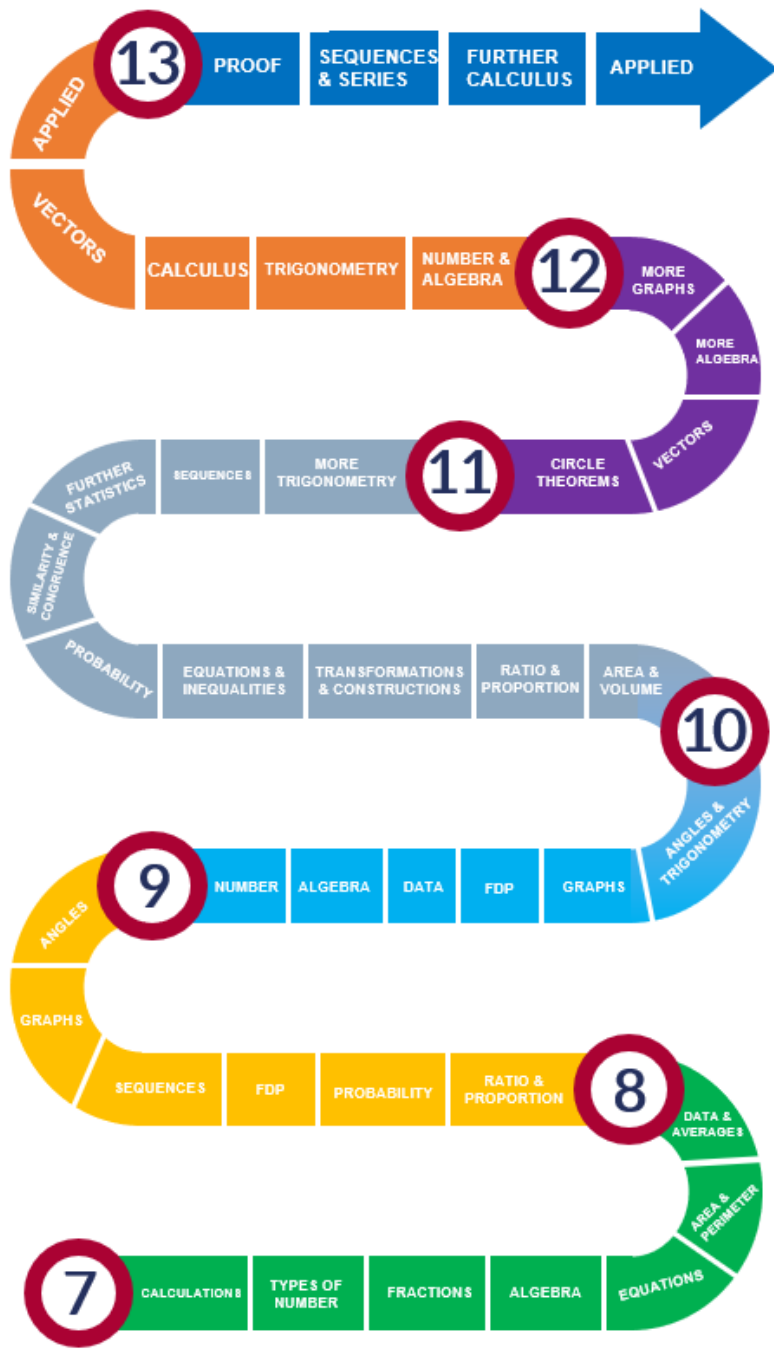 13
PROOF
SEQUENCES
& SERIES
FURTHER
CALCULUS
APPLIED
APPLIED
VECTORS
CALCULUS
TRIGONOMETRY
NUMBER &
ALGEBRA
12
MORE
GRAPHS
MORE
ALGEBRA
VECTORS
CIRCLE
THEOREMS
11
MORE
TRIGONOMETRY
SEQUENCES
FURTHER
STATISTICS
SIMILARITY &
CONGRUENCE
PROBABILITY
EQUATIONS &
INEQUALITIES
TRANSFORMATIONS
& CONSTRUCTIONS
RATIO &
PROPORTION
AREA &
VOLUME
10
ANGLES &
TRIGONOMETRY
GRAPHS
FDP
DATA
ALGEBRA
NUMBER
9
ANGLES
GRAPHS
SEQUENCES
FDP
PROBABILITY
RATIO &
PROPORTION
8
DATA &
AVERAGES
AREA &
PERIMETER
EQUATIONS
ALGEBRA
FRACTIONS
TYPES OF
NUMBER
CALCULATIONS
7